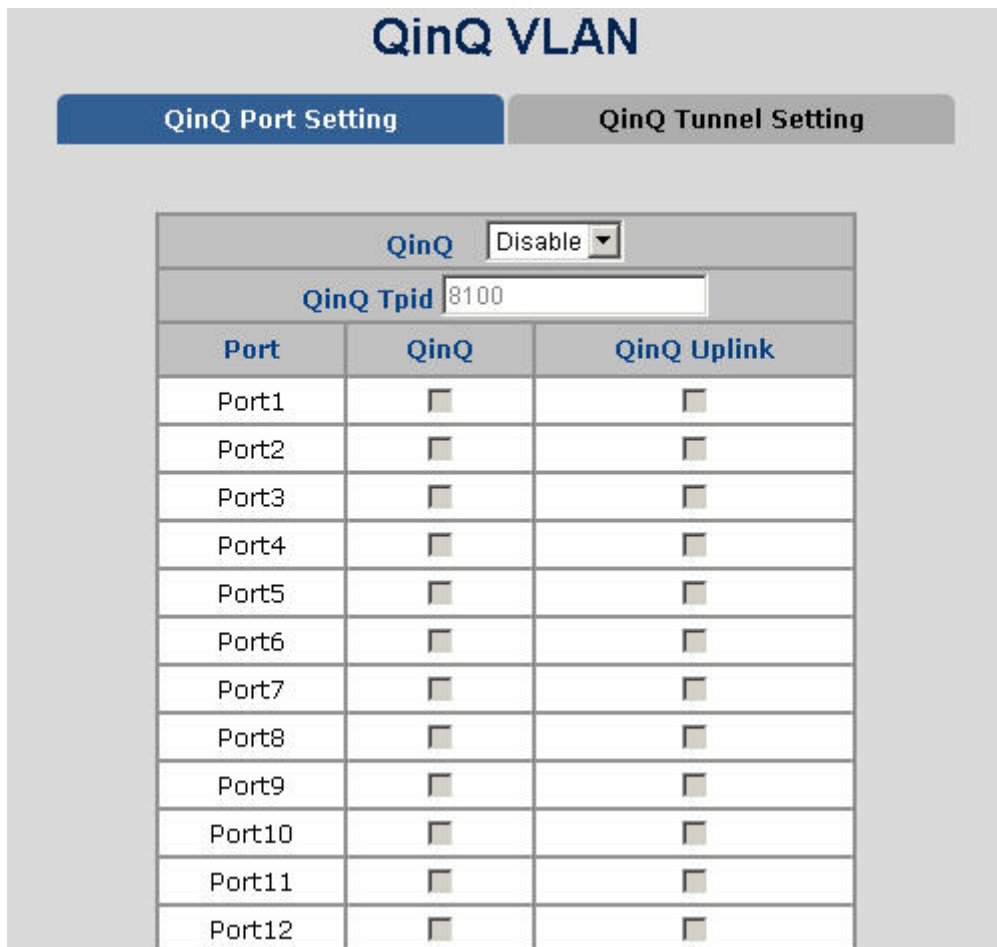 QinQ VLAN
QinQ Port Setting QinQ Tunnel Setting
QinQ Disable
QinQ Tpid 8100
Port QinQ QinQ Uplink
Port1
Port2
Port3
Port4
Port5
Port6
Port7
Port8
Port9
Port10
Port11
Port12